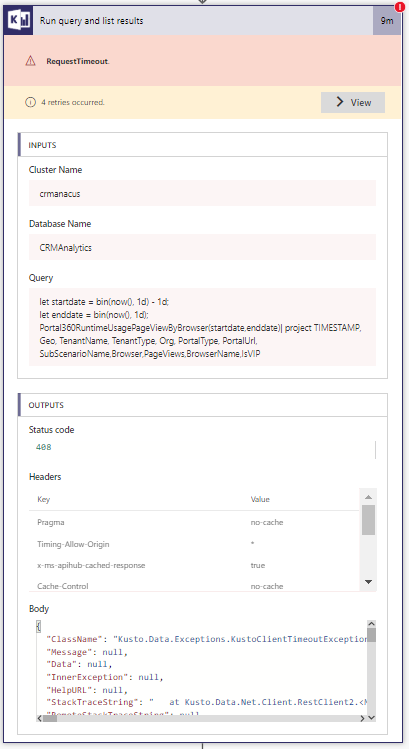 Run query and list results
9m
!
RequestTimeout.
4 retries occurred.
View
INPUTS
Cluster Name
crmanacus
Database Name
CRMAnalytics
Query
let startdate = bin(now(), 1d) - 1d;
let enddate = bin(now(), 1d);
Portal360RuntimeUsagePageViewByBrowser(startdate,enddate)| project TIMESTAMP,
Geo, TenantName, TenantType, Org, PortalType, PortalUrl,
SubScenarioName,Browser,PageViews,BrowserName,IsVIP
OUTPUTS
Status code
408
Headers
Key Value
Pragma no-cache
Timing-Allow-Origin *
x-ms-apihub-cached-response true
Cache-Control no-cache
Body
{
"ClassName": "Kusto.Data.Exceptions.KustoClientTimeoutException
"Message": null,
"Data": null,
"InnerException": null,
"HelpURL": null,
"StackTraceString": "   at Kusto.Data.Net.Client.RestClient2.<M
"RemoteStackTraceString": null,